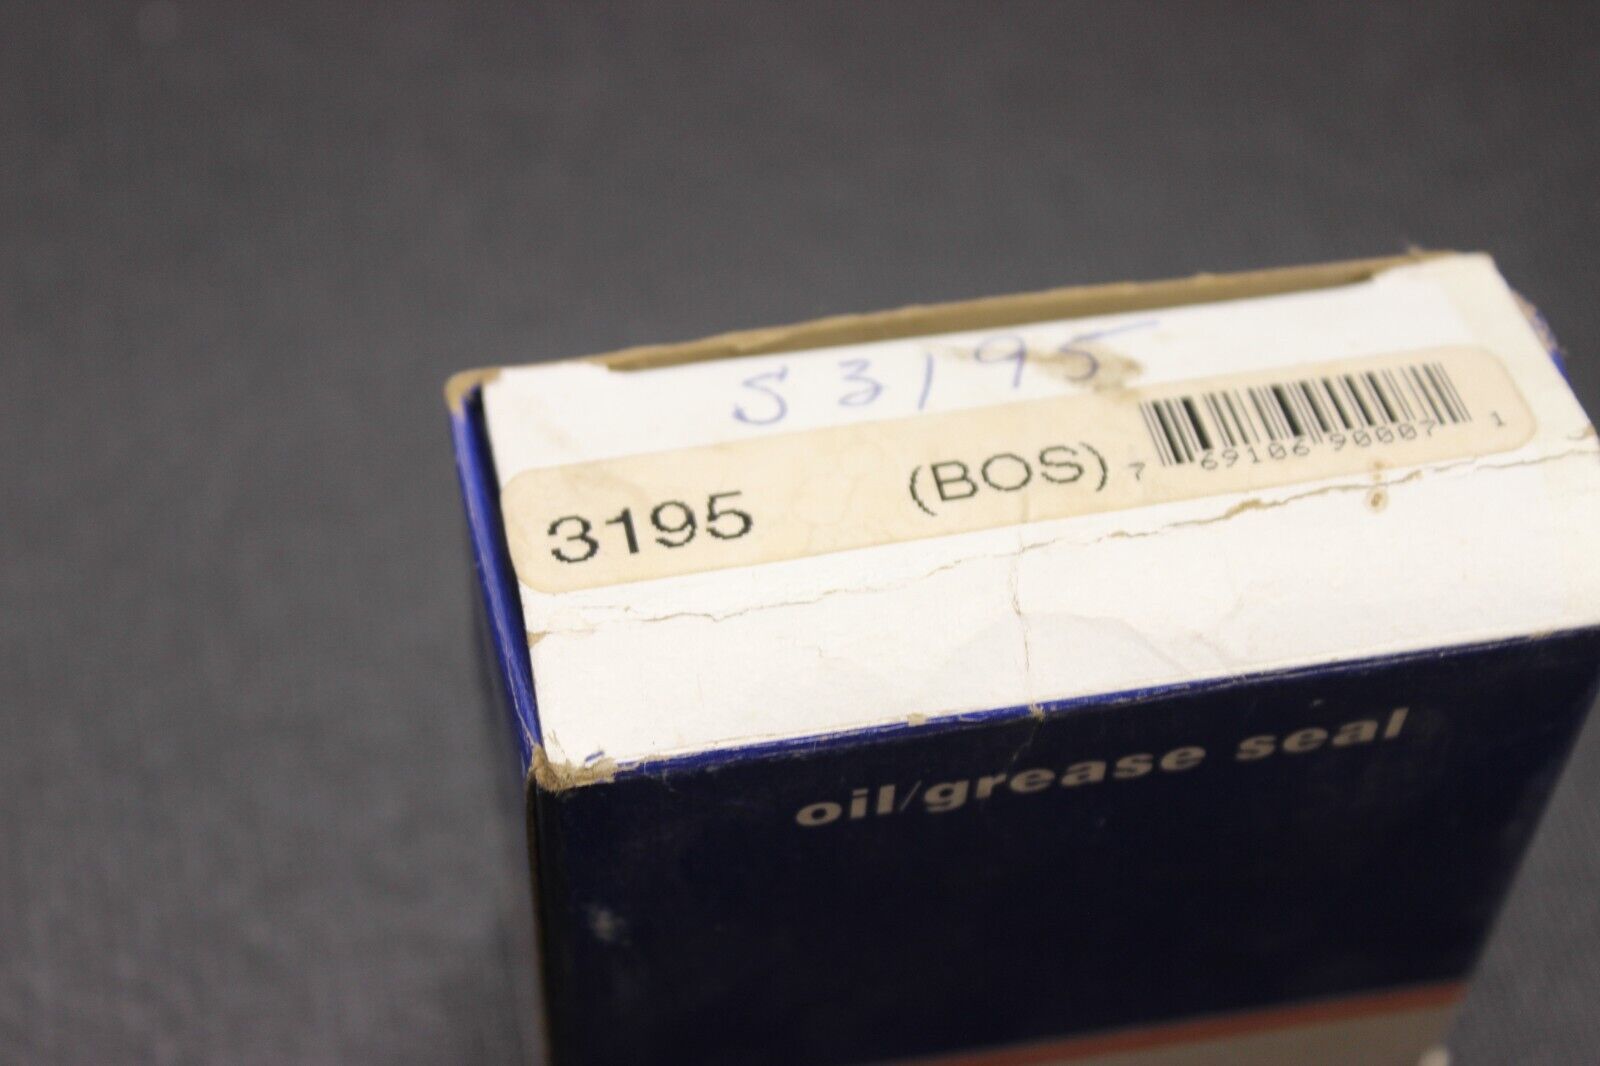 S3195
3195 (BOS) 7 69106 90007 1
oil/grease seal